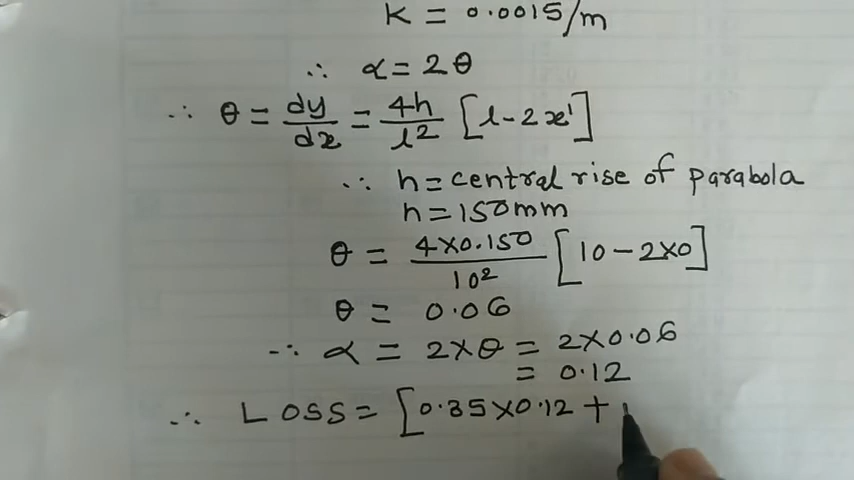 K = 0.0015/m
∴ α = 2θ
∴ θ = dy/dx = 4h/l² [l - 2x']
∴ h = central rise of parabola
h = 150mm
θ = 4×0.150/10² [10 - 2×0]
θ = 0.06
∴ α = 2×θ = 2×0.06
= 0.12
∴ Loss = [0.35×0.12 +